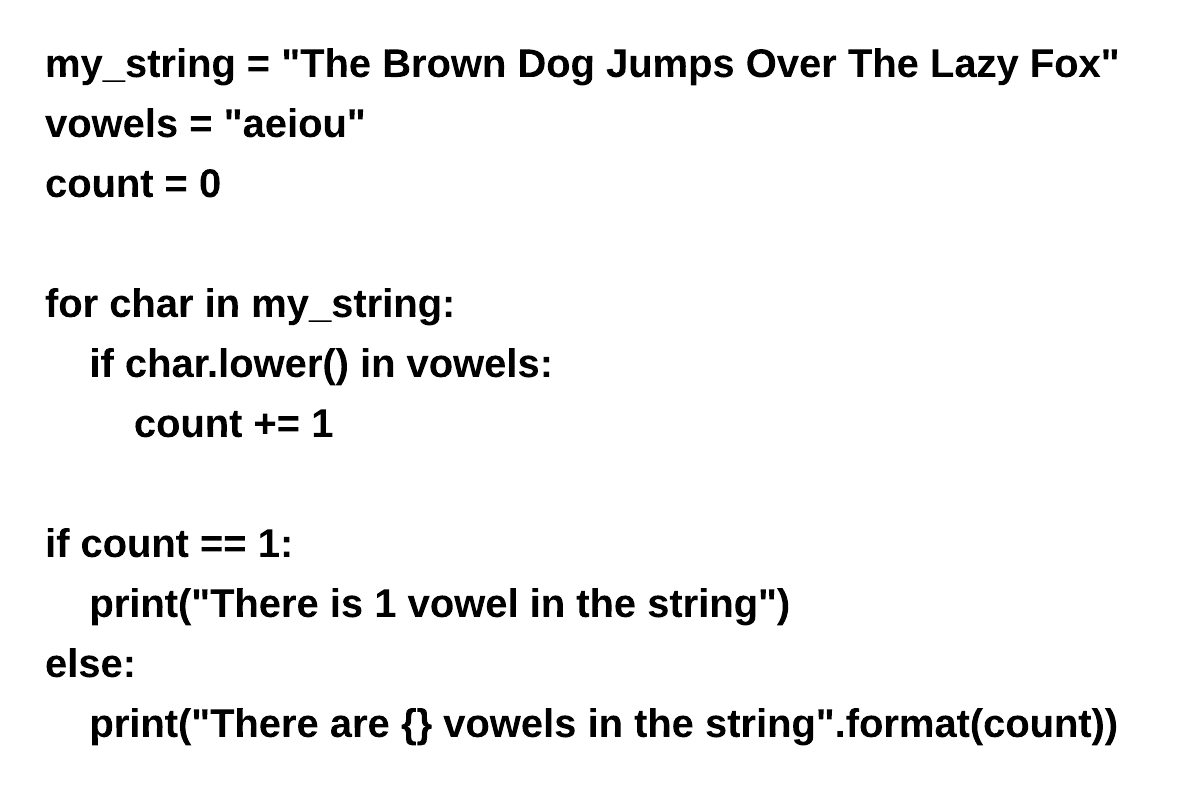 my_string = "The Brown Dog Jumps Over The Lazy Fox"
vowels = "aeiou"
count = 0
for char in my_string:
    if char.lower() in vowels:
        count += 1
if count == 1:
    print("There is 1 vowel in the string")
else:
    print("There are {} vowels in the string".format(count))